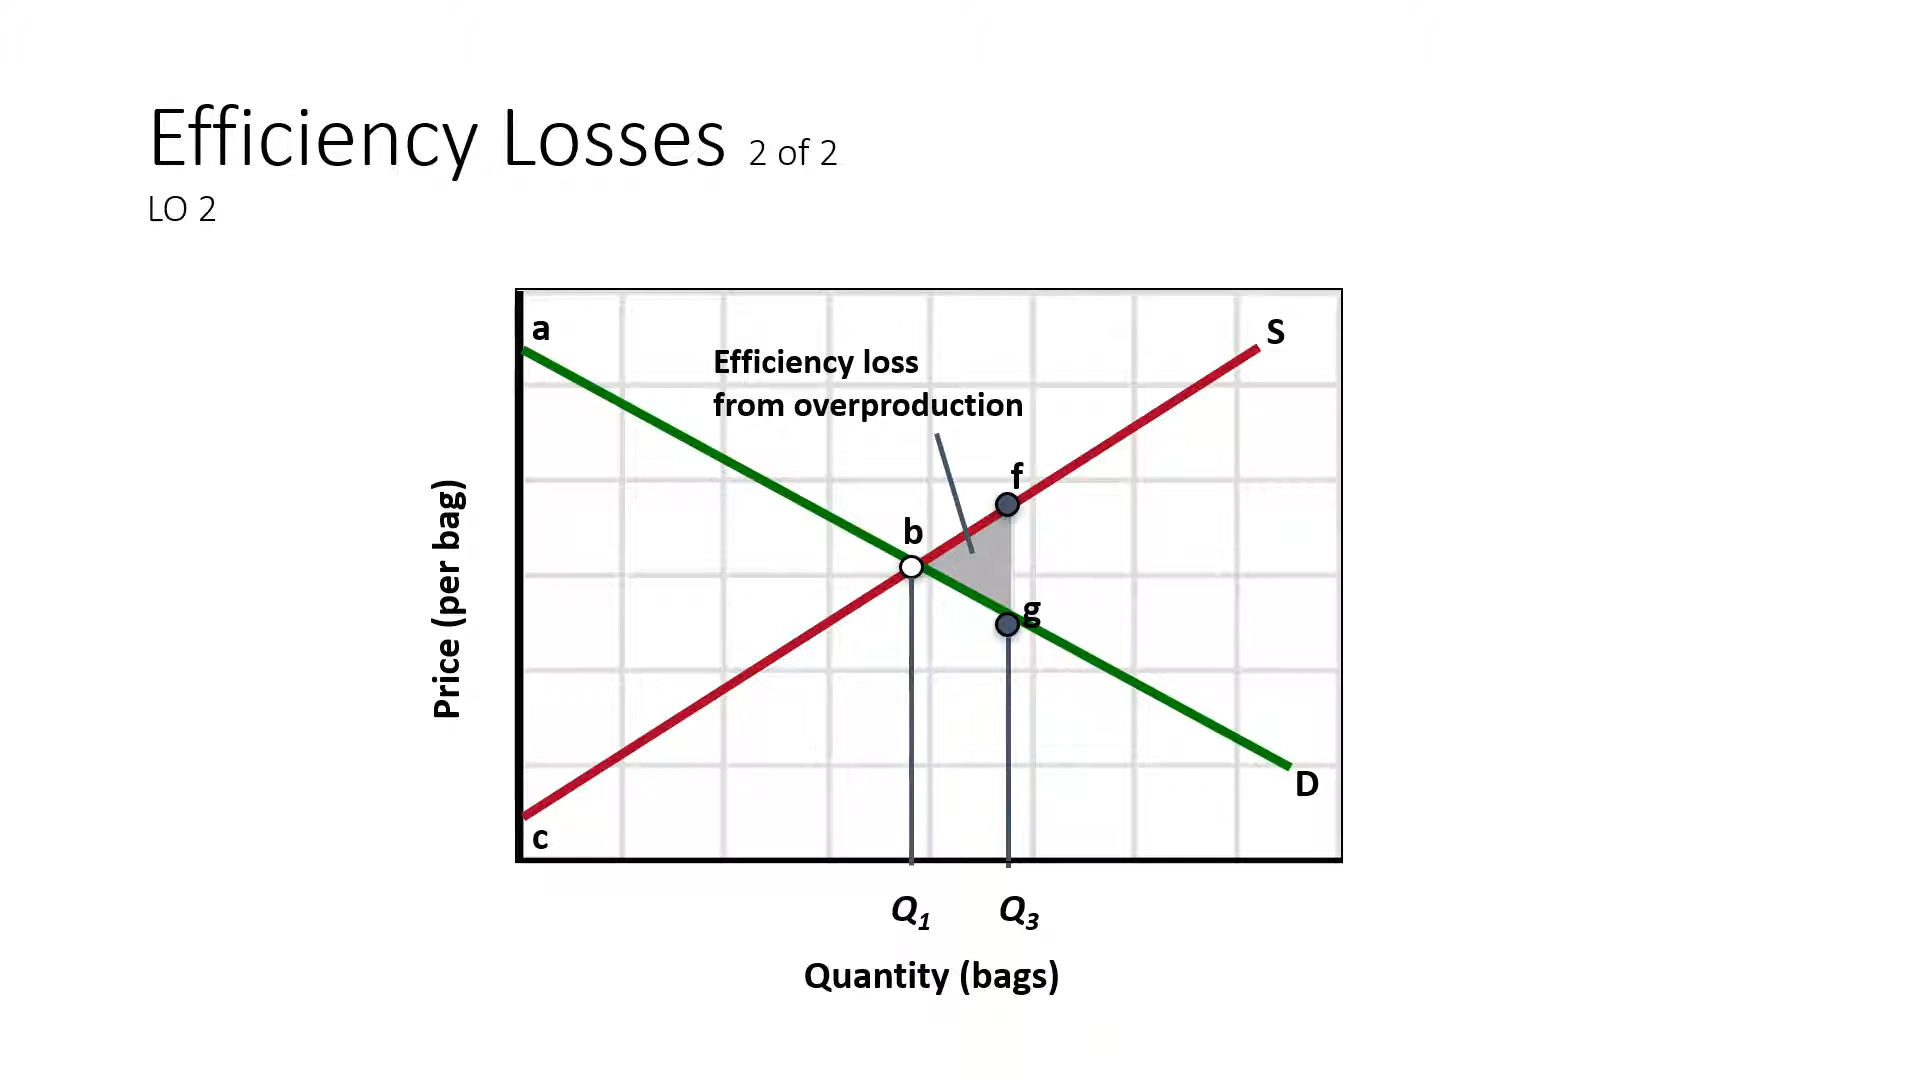 Efficiency Losses 2 of 2
LO 2
a
S
Efficiency loss
from overproduction
f
b
g
Price (per bag)
D
c
Q1
Q3
Quantity (bags)